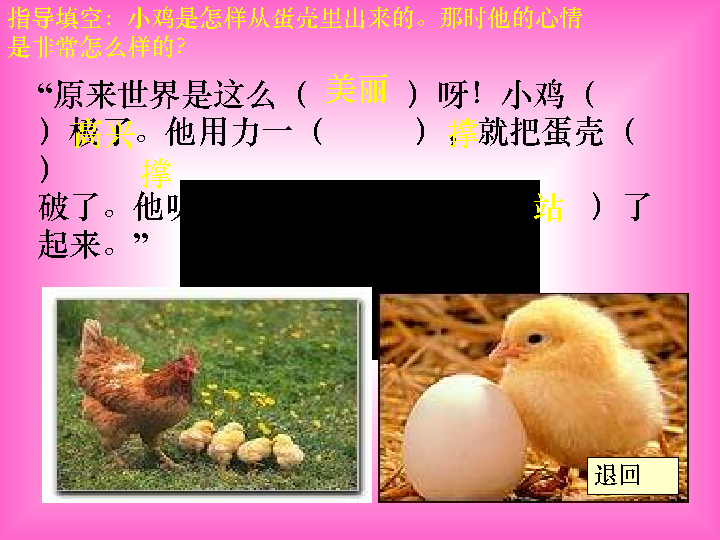 指导填空：小鸡是怎样从蛋壳里出来的。那时他的心情
是非常怎么样的？
“原来世界是这么（ 美丽 ）呀！小鸡（
高兴 ）极了。他用力一（ 撑 ），就把蛋壳（
撑 ）
破了。他 站 ）了
起来。”
退回